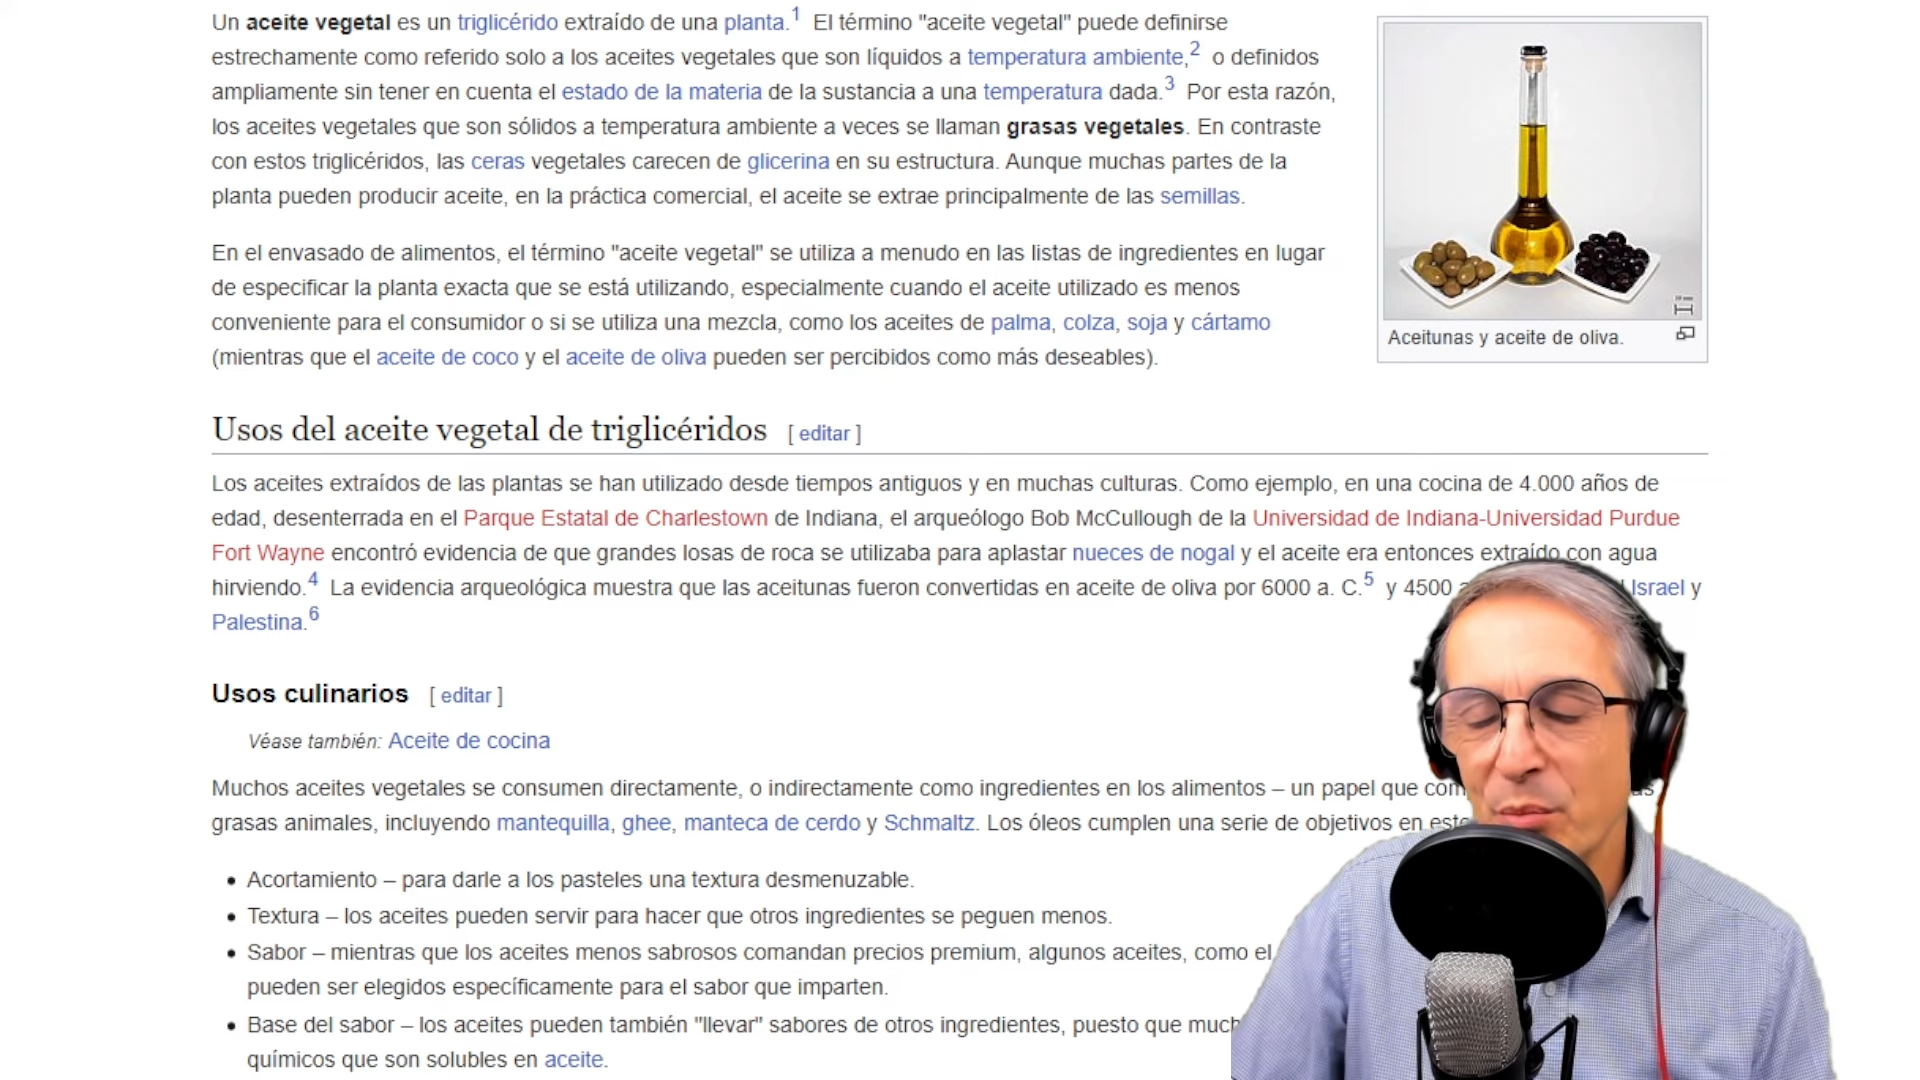 Un aceite vegetal es un triglicérido extraído de una planta.1 El término "aceite vegetal" puede definirse
estrechamente como referido solo a los aceites vegetales que son líquidos a temperatura ambiente,2 o definidos
ampliamente sin tener en cuenta el estado de la materia de la sustancia a una temperatura dada.3 Por esta razón,
los aceites vegetales que son sólidos a temperatura ambiente a veces se llaman grasas vegetales. En contraste
con estos triglicéridos, las ceras vegetales carecen de glicerina en su estructura. Aunque muchas partes de la
planta pueden producir aceite, en la práctica comercial, el aceite se extrae principalmente de las semillas.
En el envasado de alimentos, el término "aceite vegetal" se utiliza a menudo en las listas de ingredientes en lugar
de especificar la planta exacta que se está utilizando, especialmente cuando el aceite utilizado es menos
conveniente para el consumidor o si se utiliza una mezcla, como los aceites de palma, colza, soja y cártamo
(mientras que el aceite de coco y el aceite de oliva pueden ser percibidos como más deseables).
Aceitunas y aceite de oliva.
Usos del aceite vegetal de triglicéridos [ editar ]
Los aceites extraídos de las plantas se han utilizado desde tiempos antiguos y en muchas culturas. Como ejemplo, en una cocina de 4.000 años de
edad, desenterrada en el Parque Estatal de Charlestown de Indiana, el arqueólogo Bob McCullough de la Universidad de Indiana-Universidad Purdue
Fort Wayne encontró evidencia de que grandes losas de roca se utilizaba para aplastar nueces de nogal y el aceite era entonces extraído con agua
hirviendo.4 La evidencia arqueológica muestra que las aceitunas fueron convertidas en aceite de oliva por 6000 a. C.5 y 4500 Israel y
Palestina.6
Usos culinarios [ editar ]
Véase también: Aceite de cocina
Muchos aceites vegetales se consumen directamente, o indirectamente como ingredientes en los alimentos – un papel que com
grasas animales, incluyendo mantequilla, ghee, manteca de cerdo y Schmaltz. Los óleos cumplen una serie de objetivos en este
• Acortamiento – para darle a los pasteles una textura desmenuzable.
• Textura – los aceites pueden servir para hacer que otros ingredientes se peguen menos.
• Sabor – mientras que los aceites menos sabrosos comandan precios premium, algunos aceites, como el
pueden ser elegidos específicamente para el sabor que imparten.
• Base del sabor – los aceites pueden también "llevar" sabores de otros ingredientes, puesto que much
químicos que son solubles en aceite.